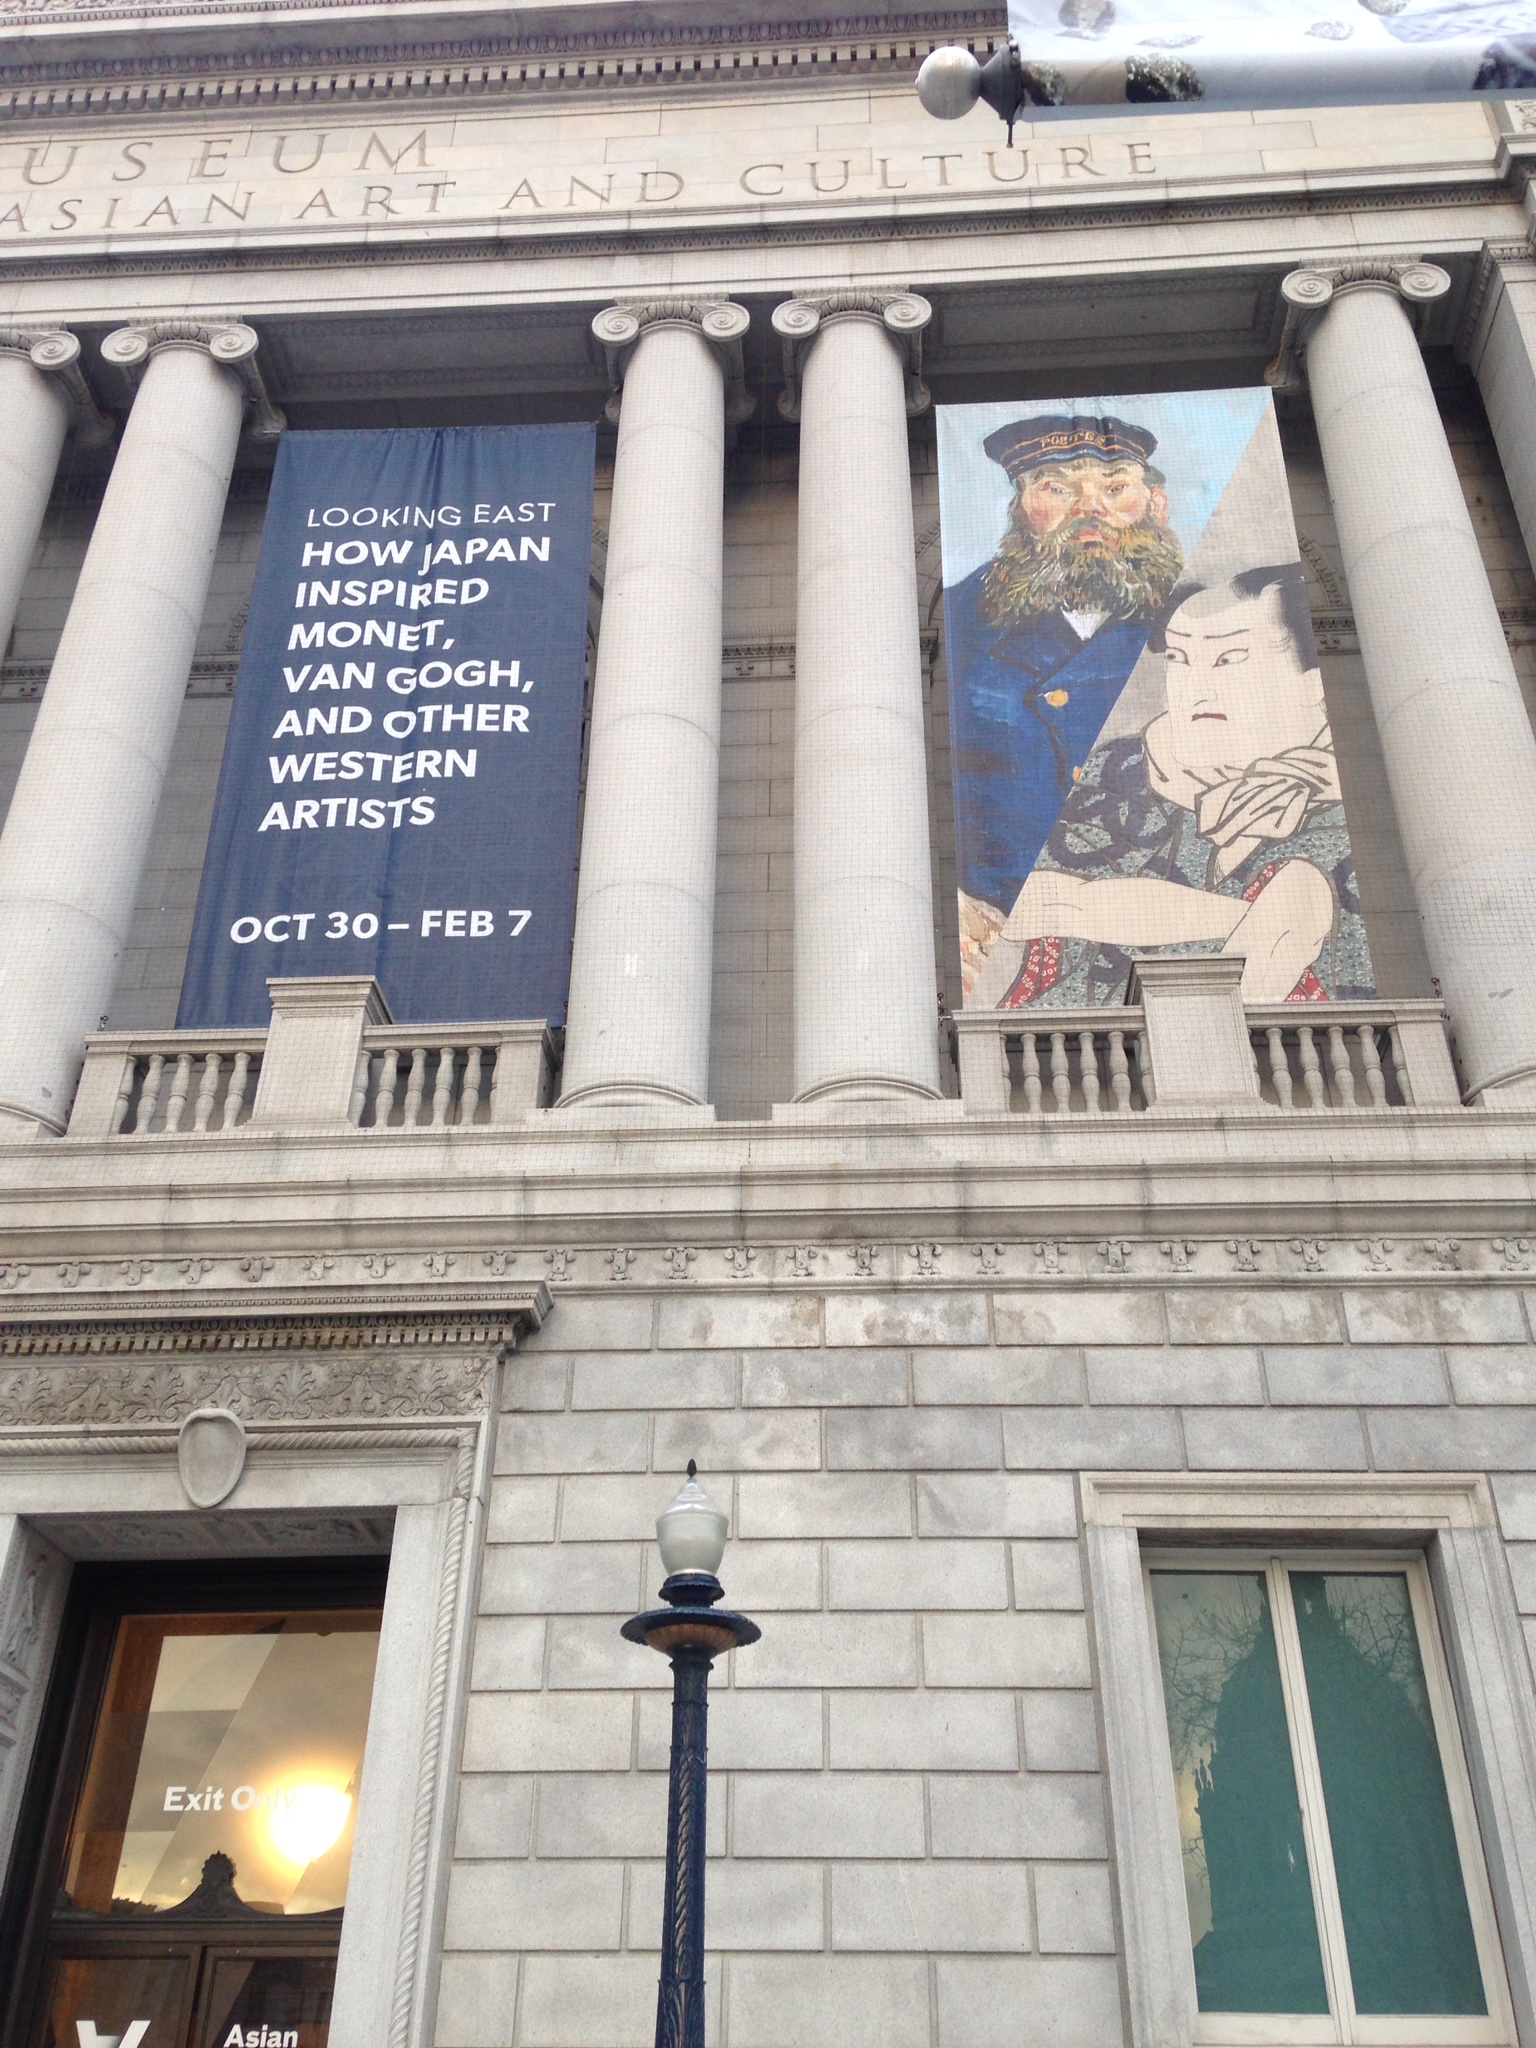 USEUM
ASIAN ART AND CULTURE
LOOKING EAST
HOW JAPAN
INSPIRED
MONET,
VAN GOGH,
AND OTHER
WESTERN
ARTISTS
OCT 30 – FEB 7
Exit Only
Asian